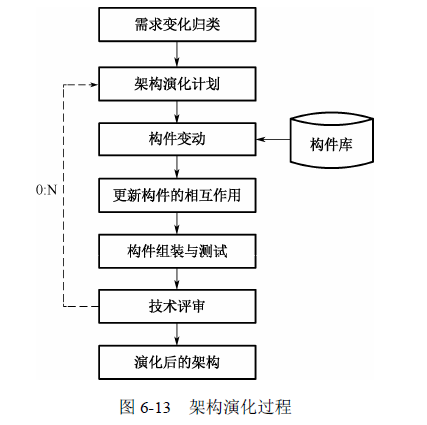 需求变化归类
架构演化计划
构件变动
构件库
更新构件的相互作用
0:N
构件组装与测试
技术评审
演化后的架构
图 6-13 架构演化过程